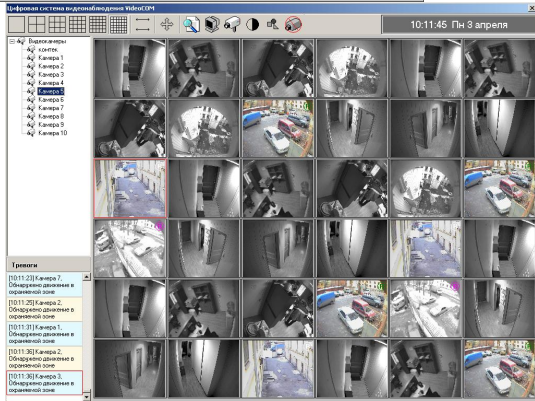 Цифровая система видеонаблюдения VideoCOM
10:11:45 Пн 3 апреля
Видеокамеры
контек
Камера 1
Камера 2
Камера 3
Камера 4
Камера 5
Камера 6
Камера 7
Камера 8
Камера 9
Камера 10
Тревоги
[10:11:23] Камера 7,
Обнаружено движение в
охраняемой зоне
[10:11:25] Камера 2,
Обнаружено движение в
охраняемой зоне
[10:11:31] Камера 1,
Обнаружено движение в
охраняемой зоне
[10:11:36] Камера 2,
Обнаружено движение в
охраняемой зоне
[10:11:36] Камера 3,
Обнаружено движение в
охраняемой зоне